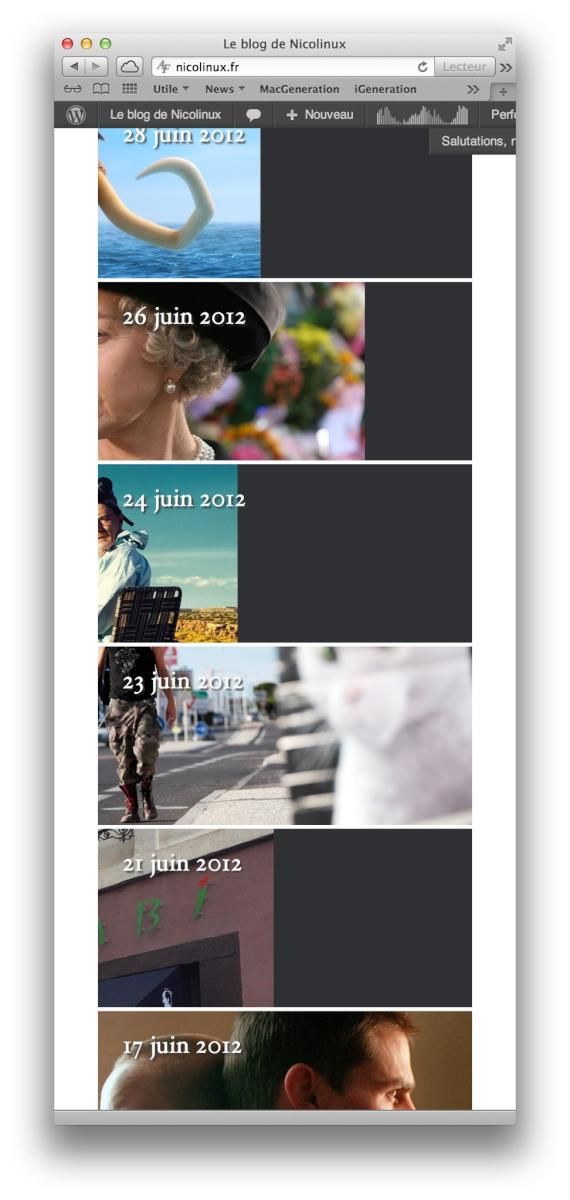 Le blog de Nicolinux
nicolinux.fr
Lecteur
Utile
News
MacGeneration
iGeneration
Le blog de Nicolinux
Nouveau
Salutations,
28 juin 2012
26 juin 2012
24 juin 2012
23 juin 2012
21 juin 2012
17 juin 2012